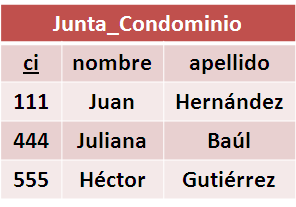 Junta_Condominio
ci nombre apellido
111 Juan Hernández
444 Juliana Baúl
555 Héctor Gutiérrez